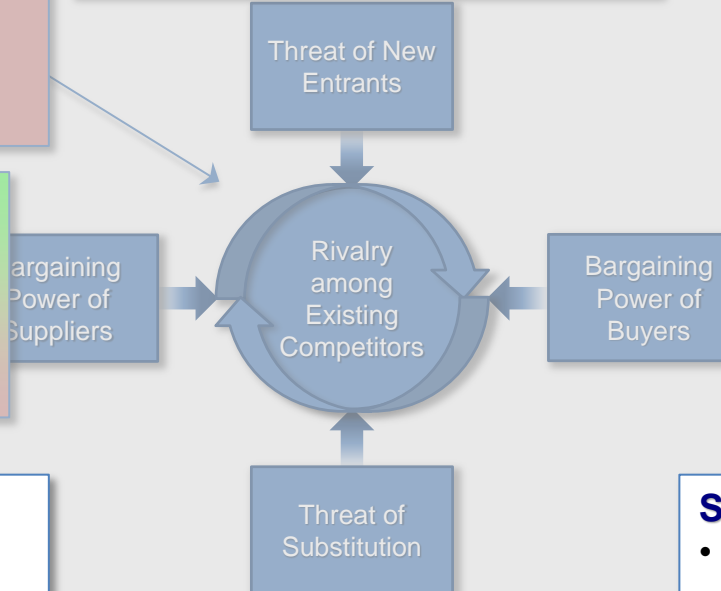 Threat of New
Entrants
argaining
Power of
Suppliers
Rivalry
among
Existing
Competitors
Bargaining
Power of
Buyers
Threat of
Substitution
S
•